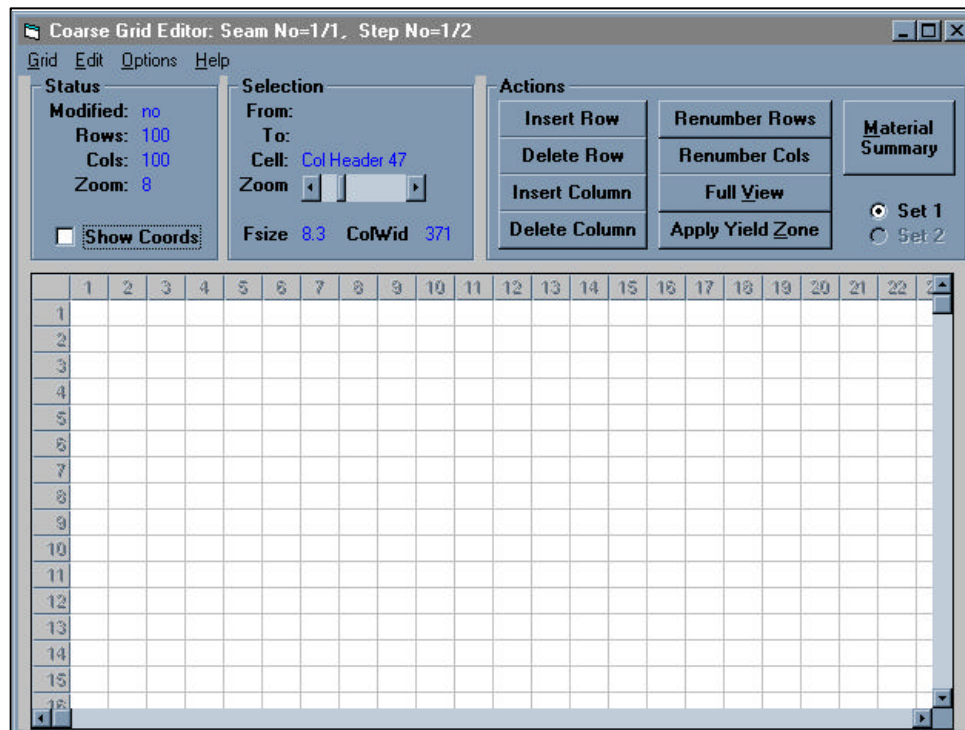 Coarse Grid Editor: Seam No=1/1, Step No=1/2
Grid Edit Options Help
Status
Modified: no
Rows: 100
Cols: 100
Zoom: 8
Show Coords
Selection
From:
To:
Cell: Col Header 47
Zoom
Fsize 8.3 ColWid 371
Actions
Insert Row
Delete Row
Insert Column
Delete Column
Renumber Rows
Renumber Cols
Full View
Apply Yield Zone
Material
Summary
Set 1
Set 2
1 2 3 4 5 6 7 8 9 10 11 12 13 14 15 16 17 18 19 20 21 22
1
2
3
4
5
6
7
8
9
10
11
12
13
14
15
16